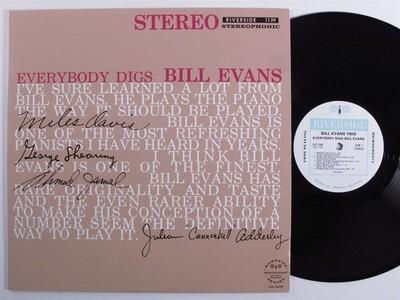 STEREO
RIVERSIDE 1129
STEREOPHONIC
EVERYBODY DIGS BILL EVANS
I'VE SURE LEARNED A LOT FROM
BILL EVANS. HE PLAYS THE PIANO
THE WAY IT SHOULD BE PLAYED.
Miles Davis BILL EVANS IS
ONE OF THE MOST REFRESHING
PIANISTS I HAVE HEARD IN YEARS.
George Shearing I THINK BILL
EVANS IS ONE OF THE FINEST.
Ahmad Jamal BILL EVANS HAS
RARE ORIGINALITY AND TASTE
AND THE EVEN RARER ABILITY
TO MAKE HIS CONCEPTION OF A
NUMBER SEEM THE DEFINITIVE
WAY TO PLAY IT. Julian Cannonball Adderley
RIVERSIDE
BILL EVANS TRIO
EVERYBODY DIGS BILL EVANS
SIDE 1